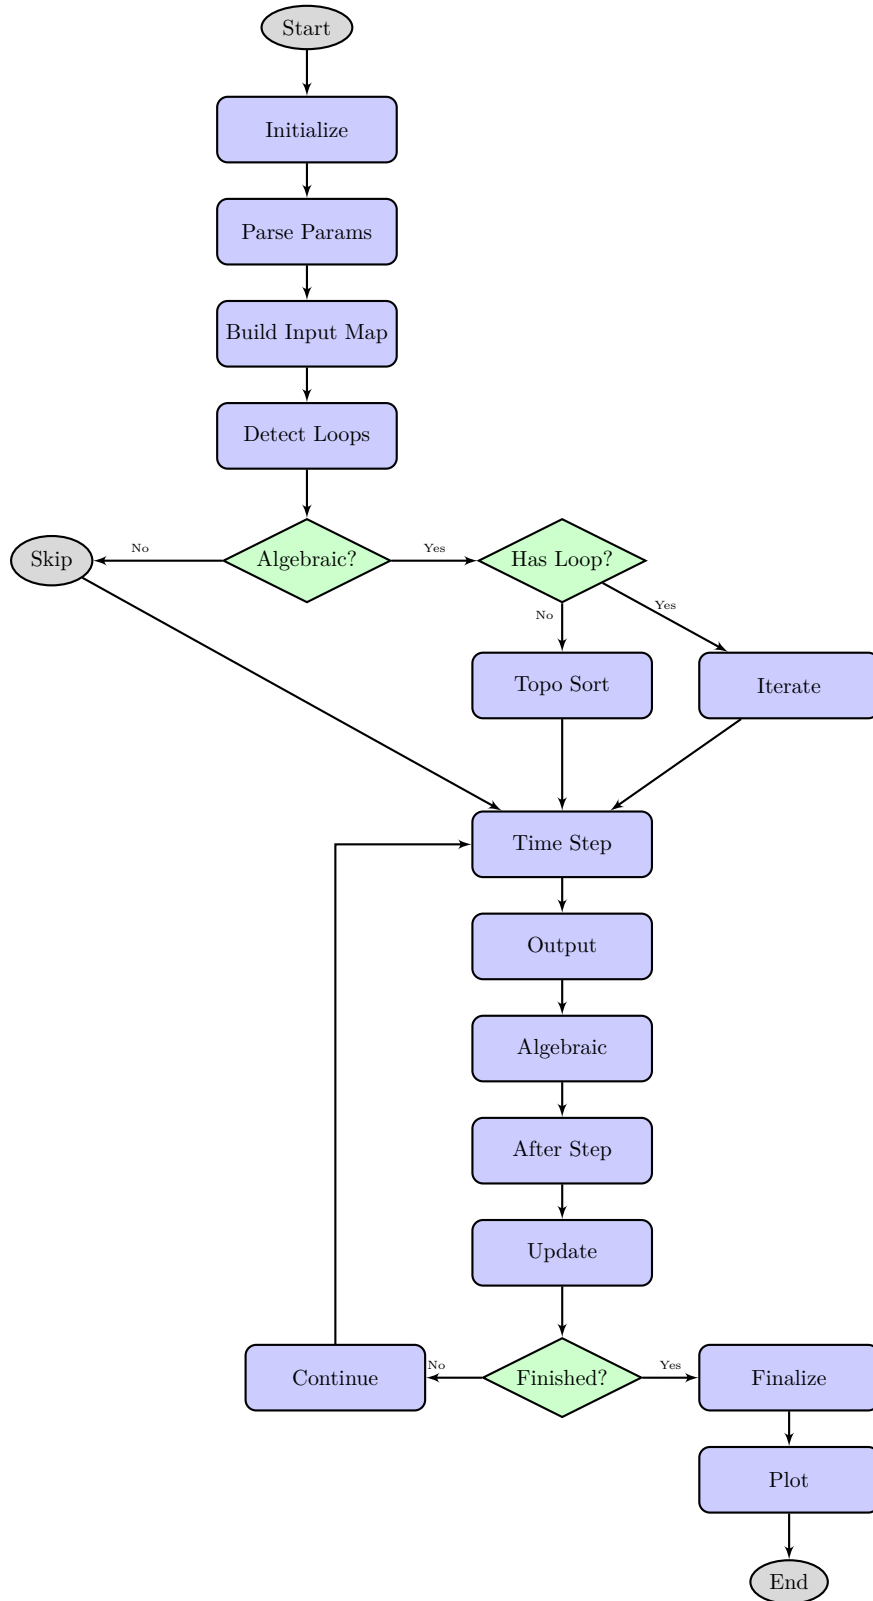 Start
Initialize
Parse Params
Build Input Map
Detect Loops
Skip
No
Algebraic?
Yes
Has Loop?
No
Yes
Topo Sort
Iterate
Time Step
Output
Algebraic
After Step
Update
Continue
No
Finished?
Yes
Finalize
Plot
End